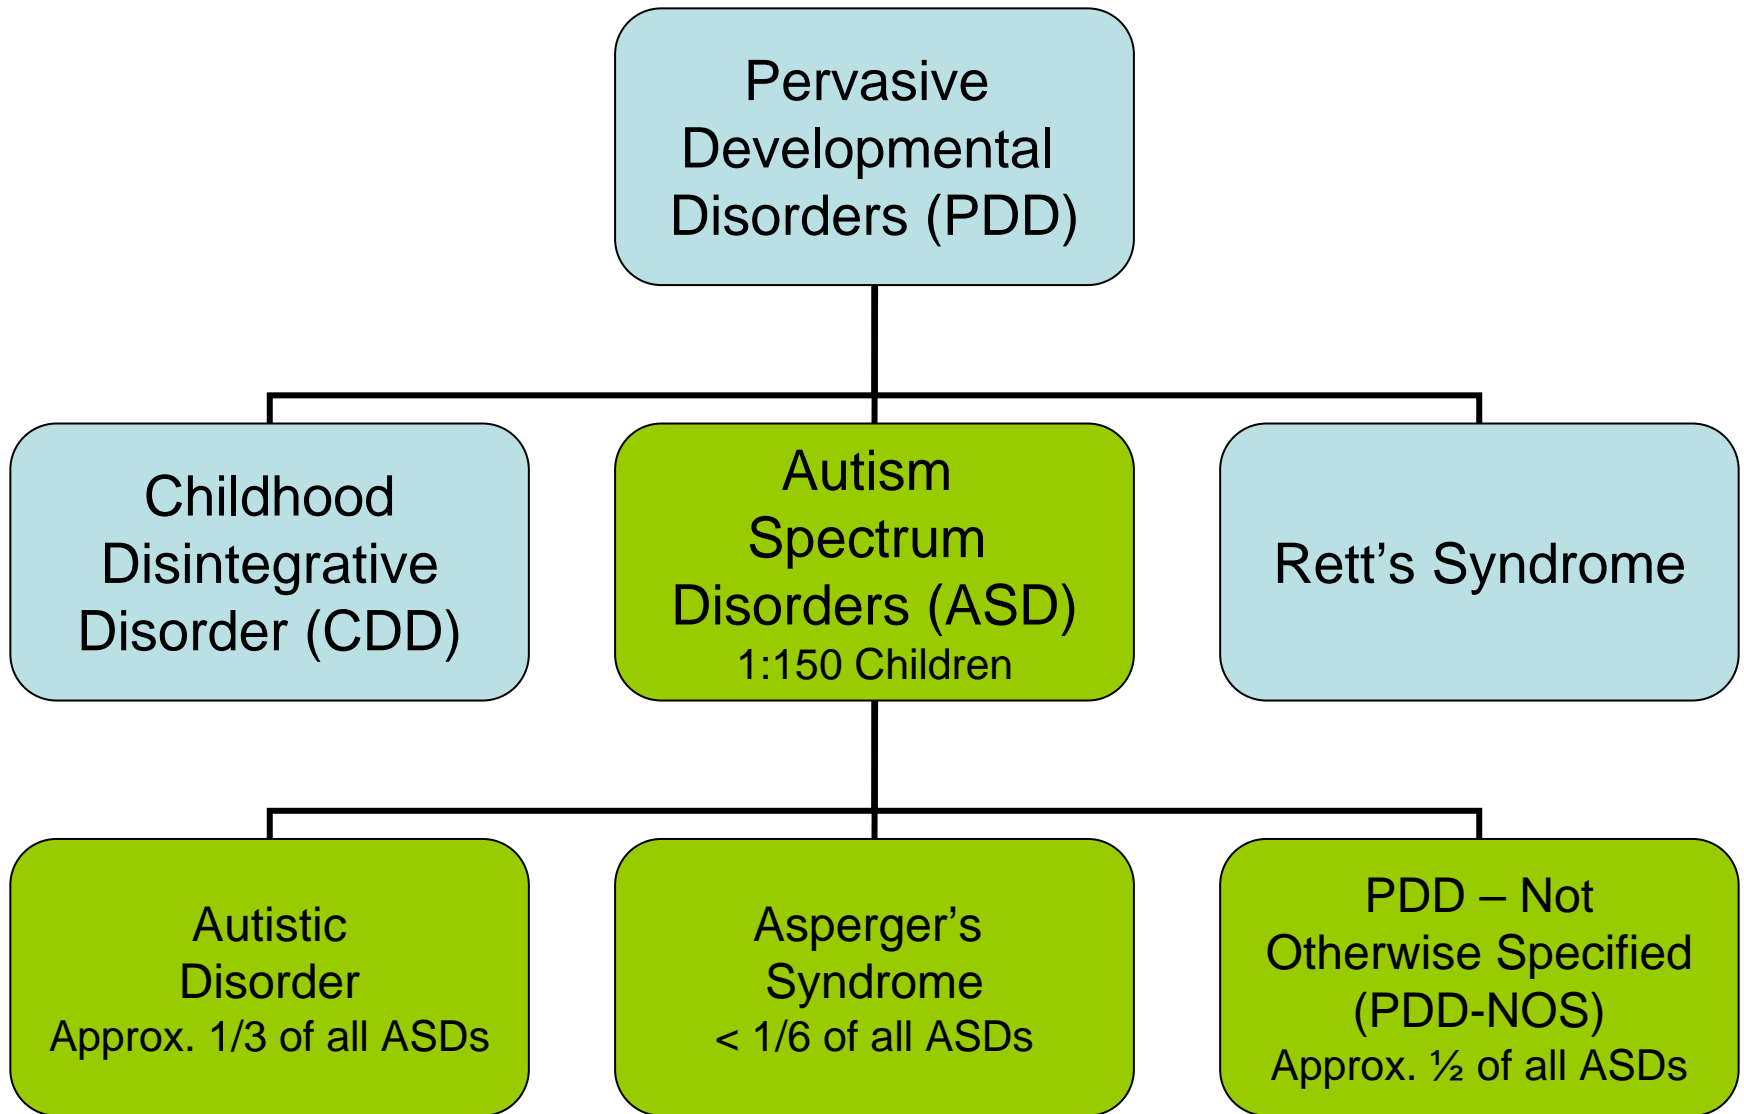 Pervasive
Developmental
Disorders (PDD)
Childhood
Disintegrative
Disorder (CDD)
Autism
Spectrum
Disorders (ASD)
1:150 Children
Rett’s Syndrome
Autistic
Disorder
Approx. 1/3 of all ASDs
Asperger’s
Syndrome
< 1/6 of all ASDs
PDD – Not
Otherwise Specified
(PDD-NOS)
Approx. ½ of all ASDs